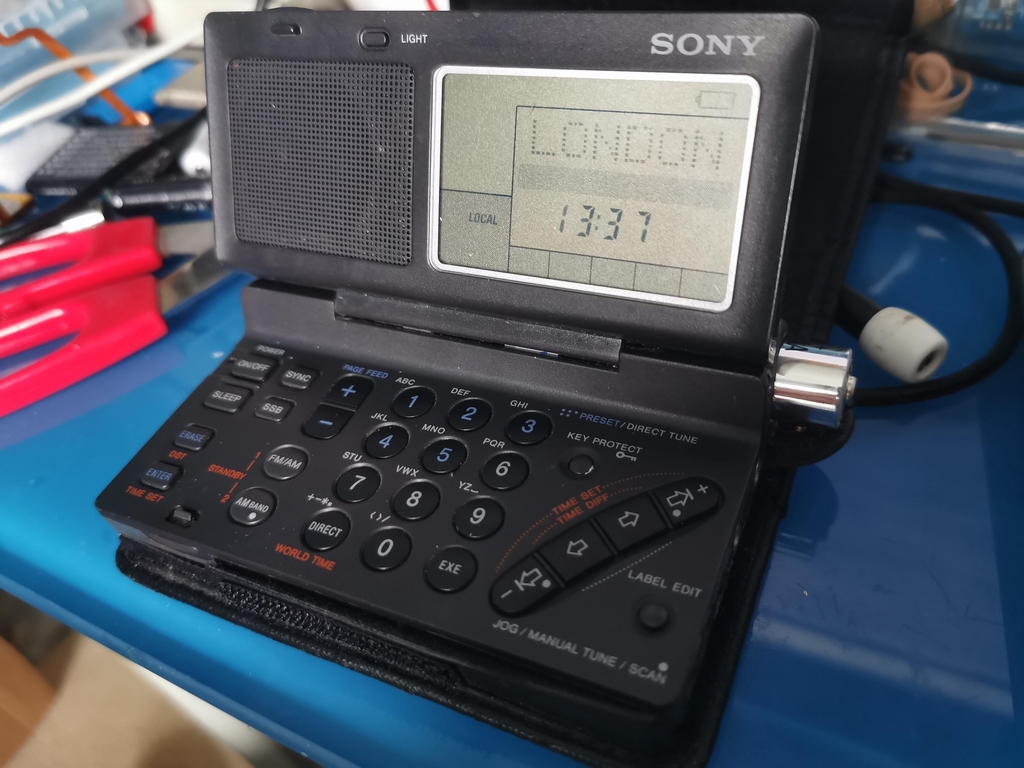 LIGHT
SONY
LONDON
LOCAL
13:37
POWER
ON/OFF
SYNC
PAGE FEED
ABC
DEF
GHI
PRESET/DIRECT TUNE
SLEEP
SSB
+
1
2
3
KEY PROTECT
-
JKL
MNO
PQR
ERASE
DST
4
5
6
ENTER
TIME SET
STANDBY
1
2
FM/AM
STU
VWX
YZ_
7
8
9
AM BAND
+-*.
()/
DIRECT
0
EXE
WORLD TIME
TIME SET
TIME DIFF
+
-
LABEL EDIT
JOG/MANUAL TUNE/SCAN